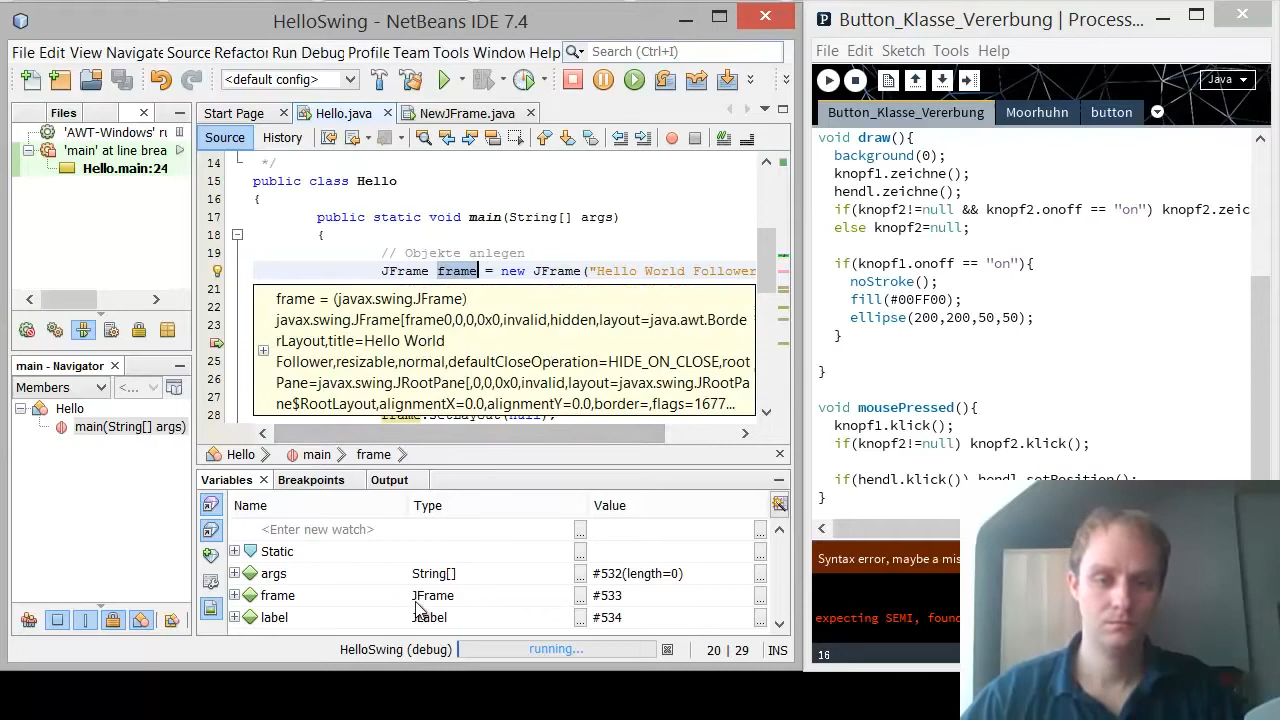 HelloSwing - NetBeans IDE 7.4
File Edit View Navigate Source Refactor Run Debug Profile Team Tools Window Help
Search (Ctrl+I)
<default config>
Files
'AWT-Windows' ru
'main' at line brea
Hello.main:24
main - Navigator
Members
<...
Hello
main(String[] args)
Start Page
Hello.java
NewJFrame.java
Source
History
14 */
15 public class Hello
16 {
17 public static void main(String[] args)
18 {
19 // Objekte anlegen
JFrame frame = new JFrame("Hello World Follower
21
22
23
25
26
27
28 frame.setLayout(null);
frame = (javax.swing.JFrame)
javax.swing.JFrame[frame0,0,0,0x0,invalid,hidden,layout=java.awt.Borde
rLayout,title=Hello World
Follower,resizable,normal,defaultCloseOperation=HIDE_ON_CLOSE,root
Pane=javax.swing.JRootPane[,0,0,0x0,invalid,layout=javax.swing.JRootPa
ne$RootLayout,alignmentX=0.0,alignmentY=0.0,border=,flags=1677...
Hello
main
frame
Variables
Breakpoints
Output
Name Type Value
<Enter new watch>
...
...
Static
...
...
args String[] ... #532(length=0) ...
frame JFrame ... #533 ...
label JLabel ... #534 ...
HelloSwing (debug)
running...
20 | 29
INS
Button_Klasse_Vererbung | Process...
File Edit Sketch Tools Help
Java
Button_Klasse_Vererbung
Moorhuhn
button
void draw(){
background(0);
knopf1.zeichne();
hendl.zeichne();
if(knopf2!=null && knopf2.onoff == "on") knopf2.zeic
else knopf2=null;
if(knopf1.onoff == "on"){
noStroke();
fill(#00FF00);
ellipse(200,200,50,50);
}
}
void mousePressed(){
knopf1.klick();
if(knopf2!=null) knopf2.klick();
if(hendl.klick()) hendl.setPosition();
}
Syntax error, maybe a mis
expecting SEMI, foun
16